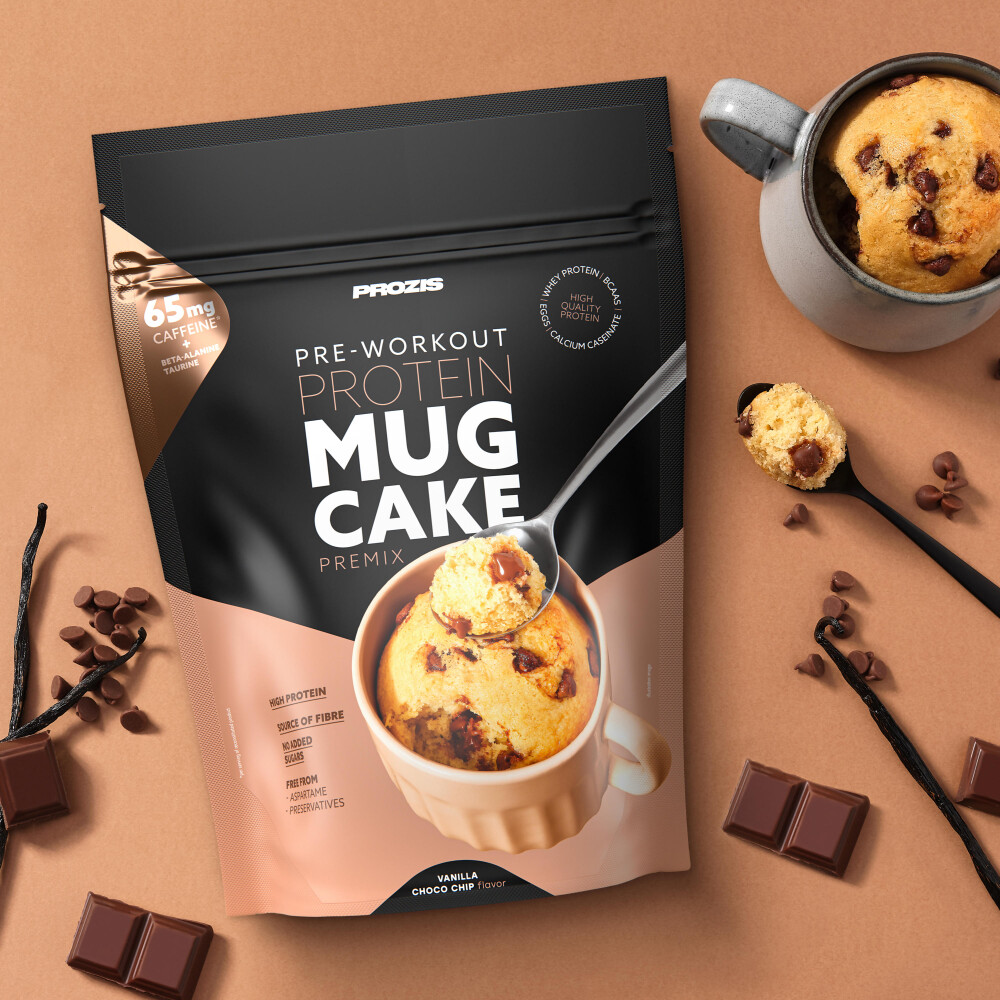 PROZIS
65mg
CAFFEINE*
+
BETA-ALANINE
TAURINE
WHEY PROTEIN | BCAAS | CALCIUM CASEINATE | EGGS |
HIGH
QUALITY
PROTEIN
PRE-WORKOUT
PROTEIN
MUG
CAKE
PREMIX
HIGH PROTEIN
SOURCE OF FIBRE
NO ADDED
SUGARS
FREE FROM
- ASPARTAME
- PRESERVATIVES
VANILLA
CHOCO CHIP flavor